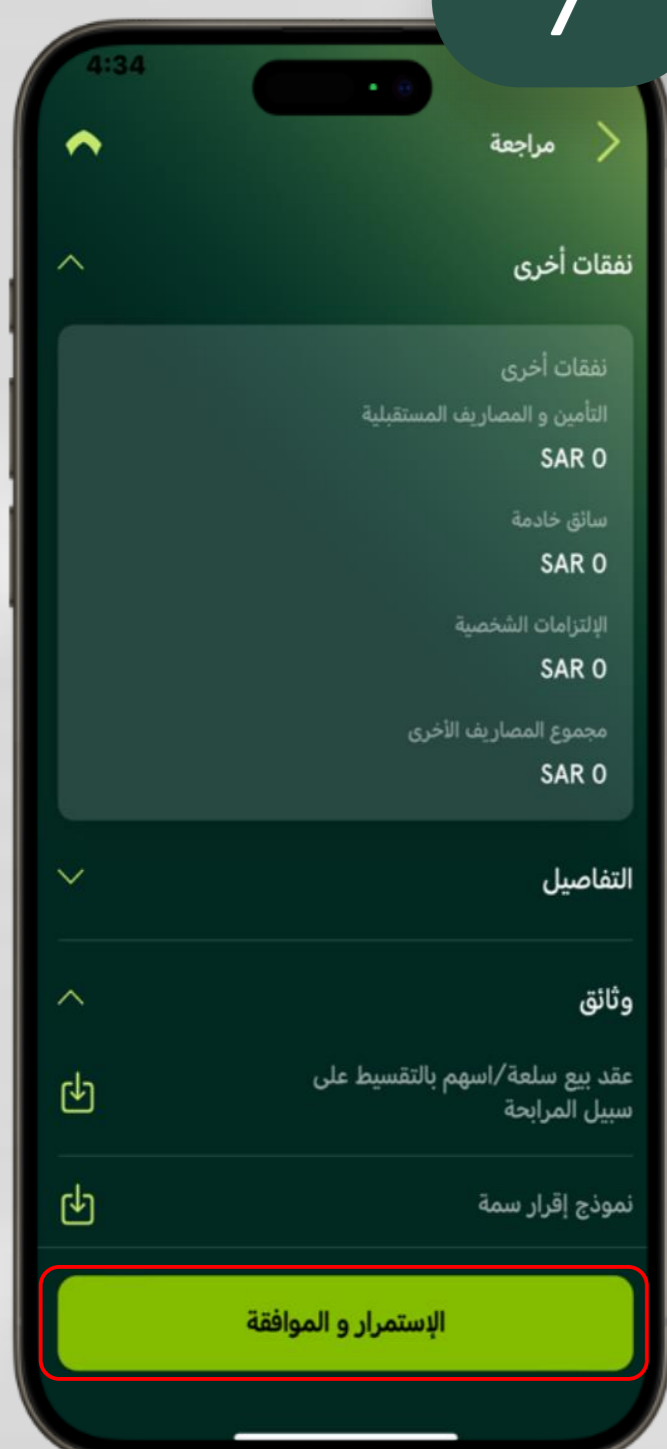 7
4:34
مراجعة
نفقات أخرى
نفقات أخرى
التأمين و المصاريف المستقبلية
SAR 0
سائق خادمة
SAR 0
الإلتزامات الشخصية
SAR 0
مجموع المصاريف الأخرى
SAR 0
التفاصيل
وثائق
عقد بيع سلعة/اسهم بالتقسيط على
سبيل المرابحة
نموذج إقرار سمة
الإستمرار و الموافقة